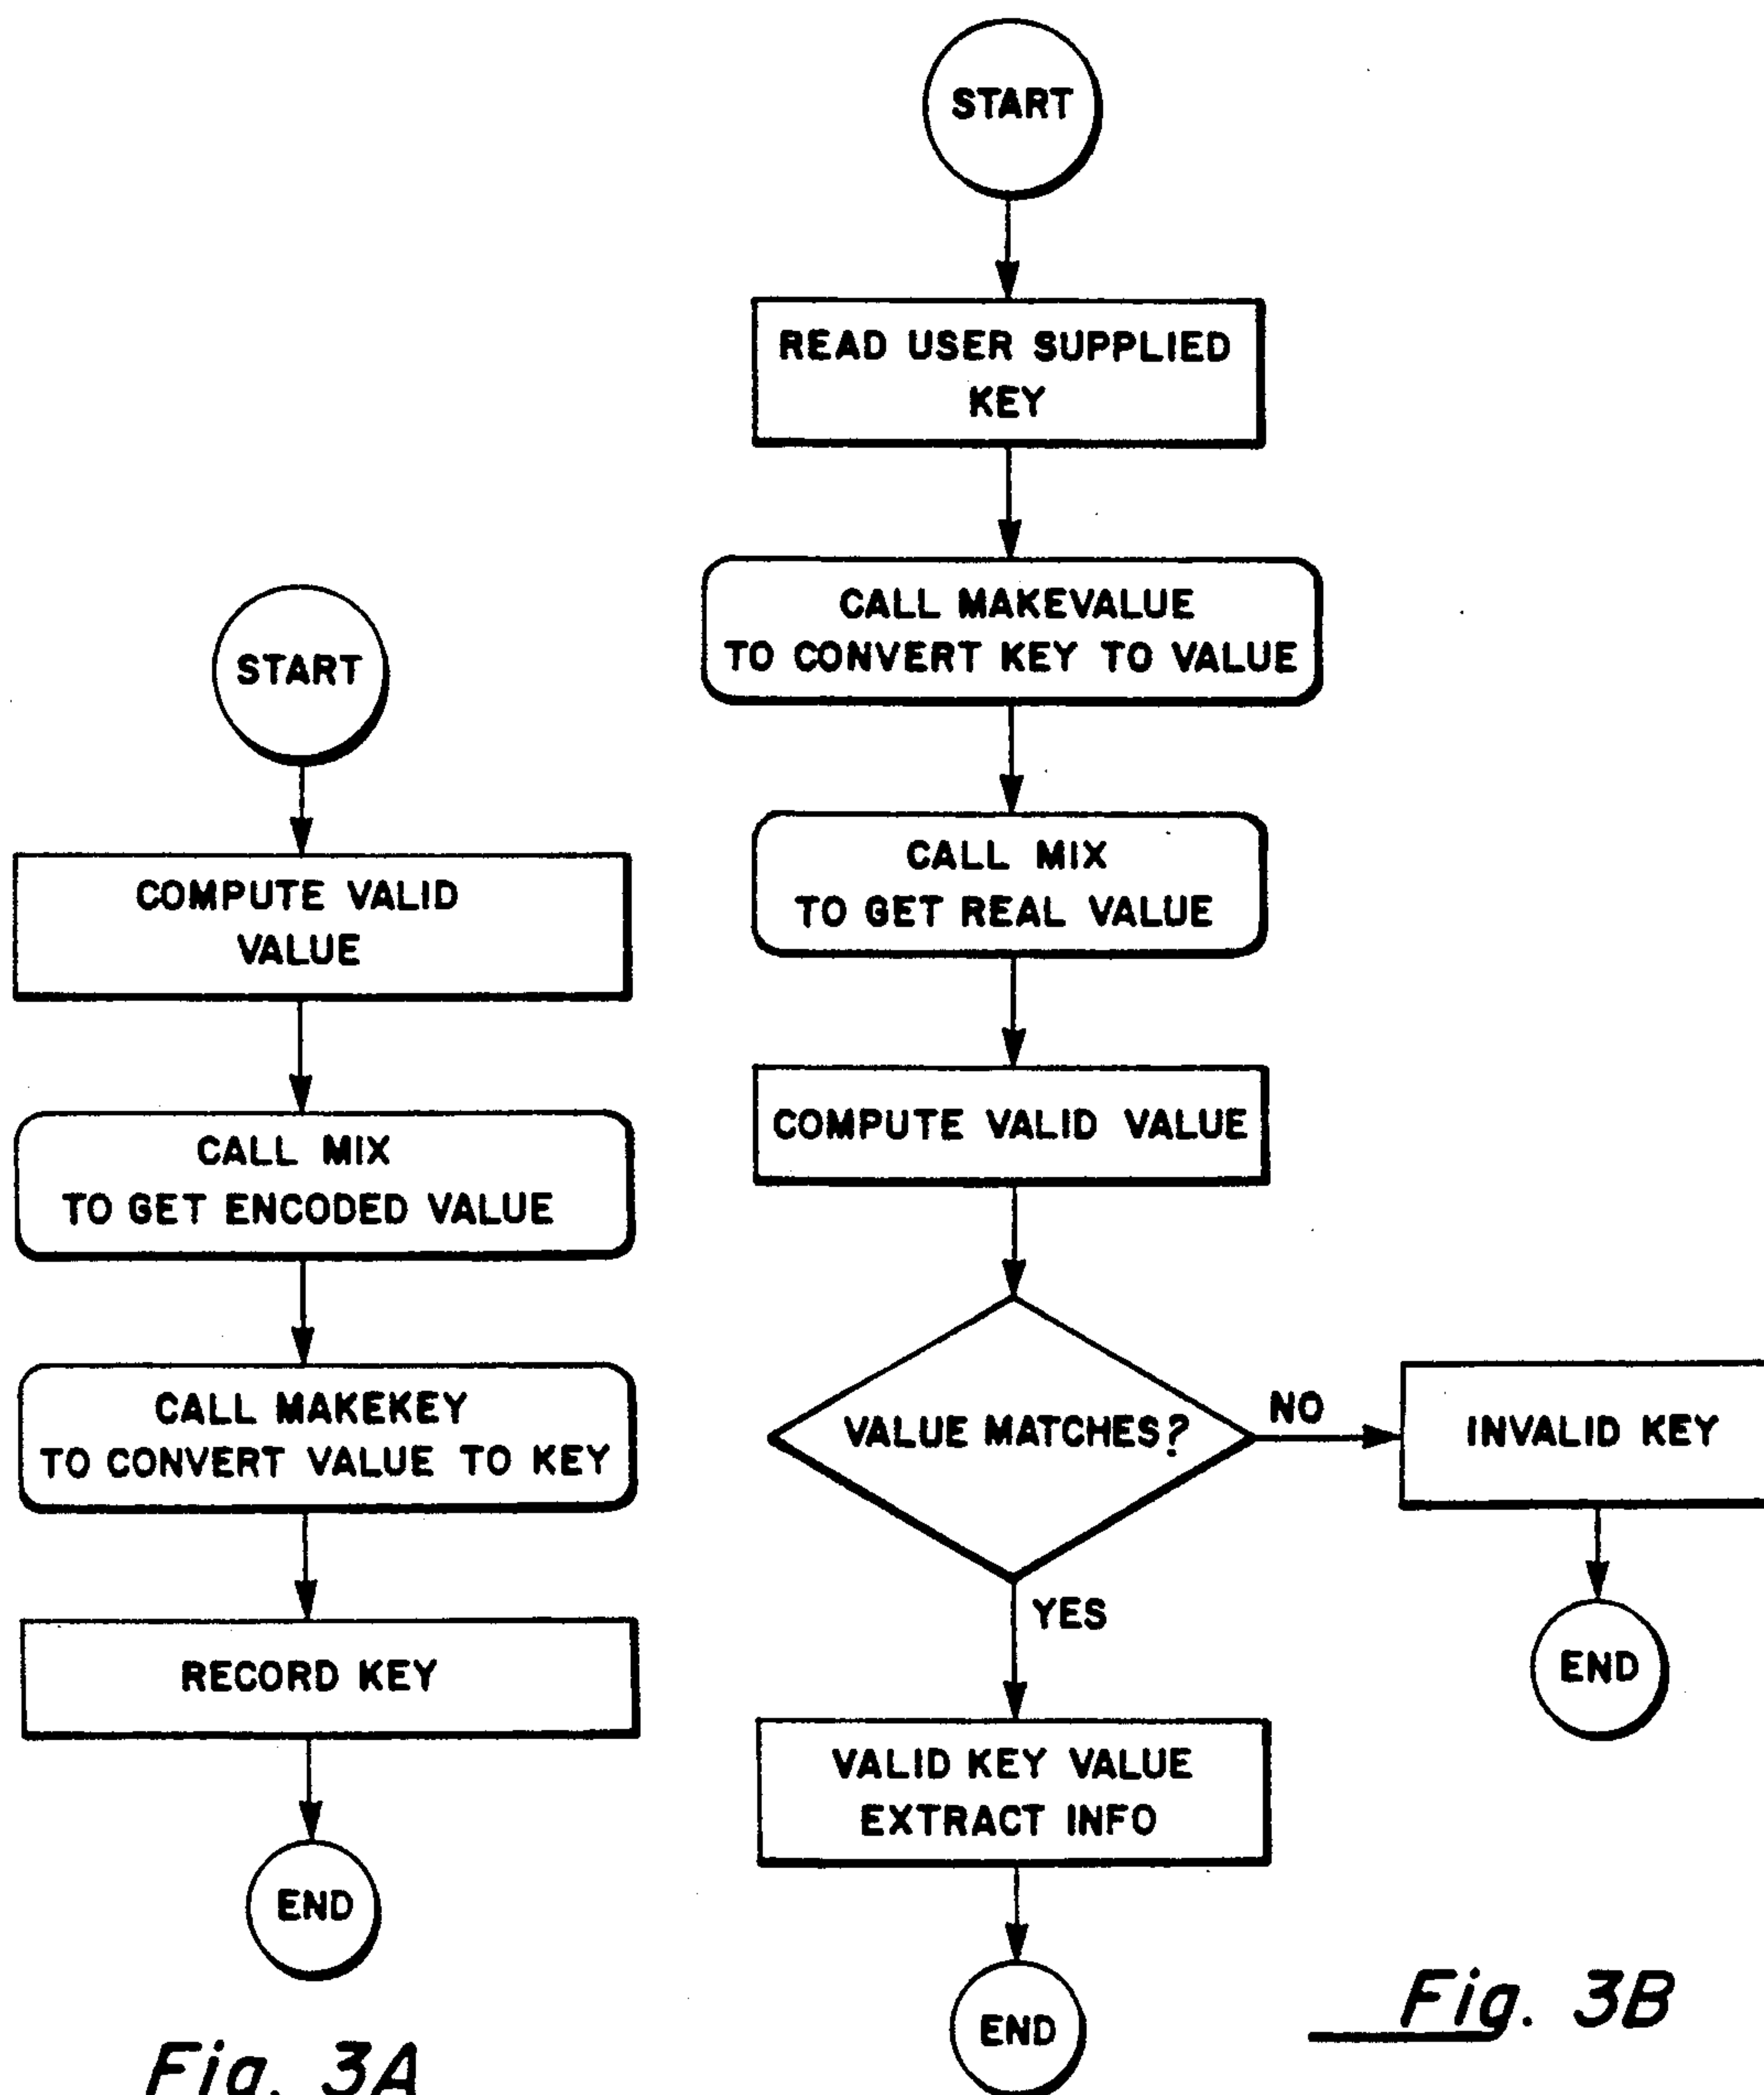 START
COMPUTE VALID
VALUE
CALL MIX
TO GET ENCODED VALUE
CALL MAKEKEY
TO CONVERT VALUE TO KEY
RECORD KEY
END
Fig. 3A
START
READ USER SUPPLIED
KEY
CALL MAKEVALUE
TO CONVERT KEY TO VALUE
CALL MIX
TO GET REAL VALUE
COMPUTE VALID VALUE
VALUE MATCHES?
NO
INVALID KEY
END
YES
VALID KEY VALUE
EXTRACT INFO
END
Fig. 3B